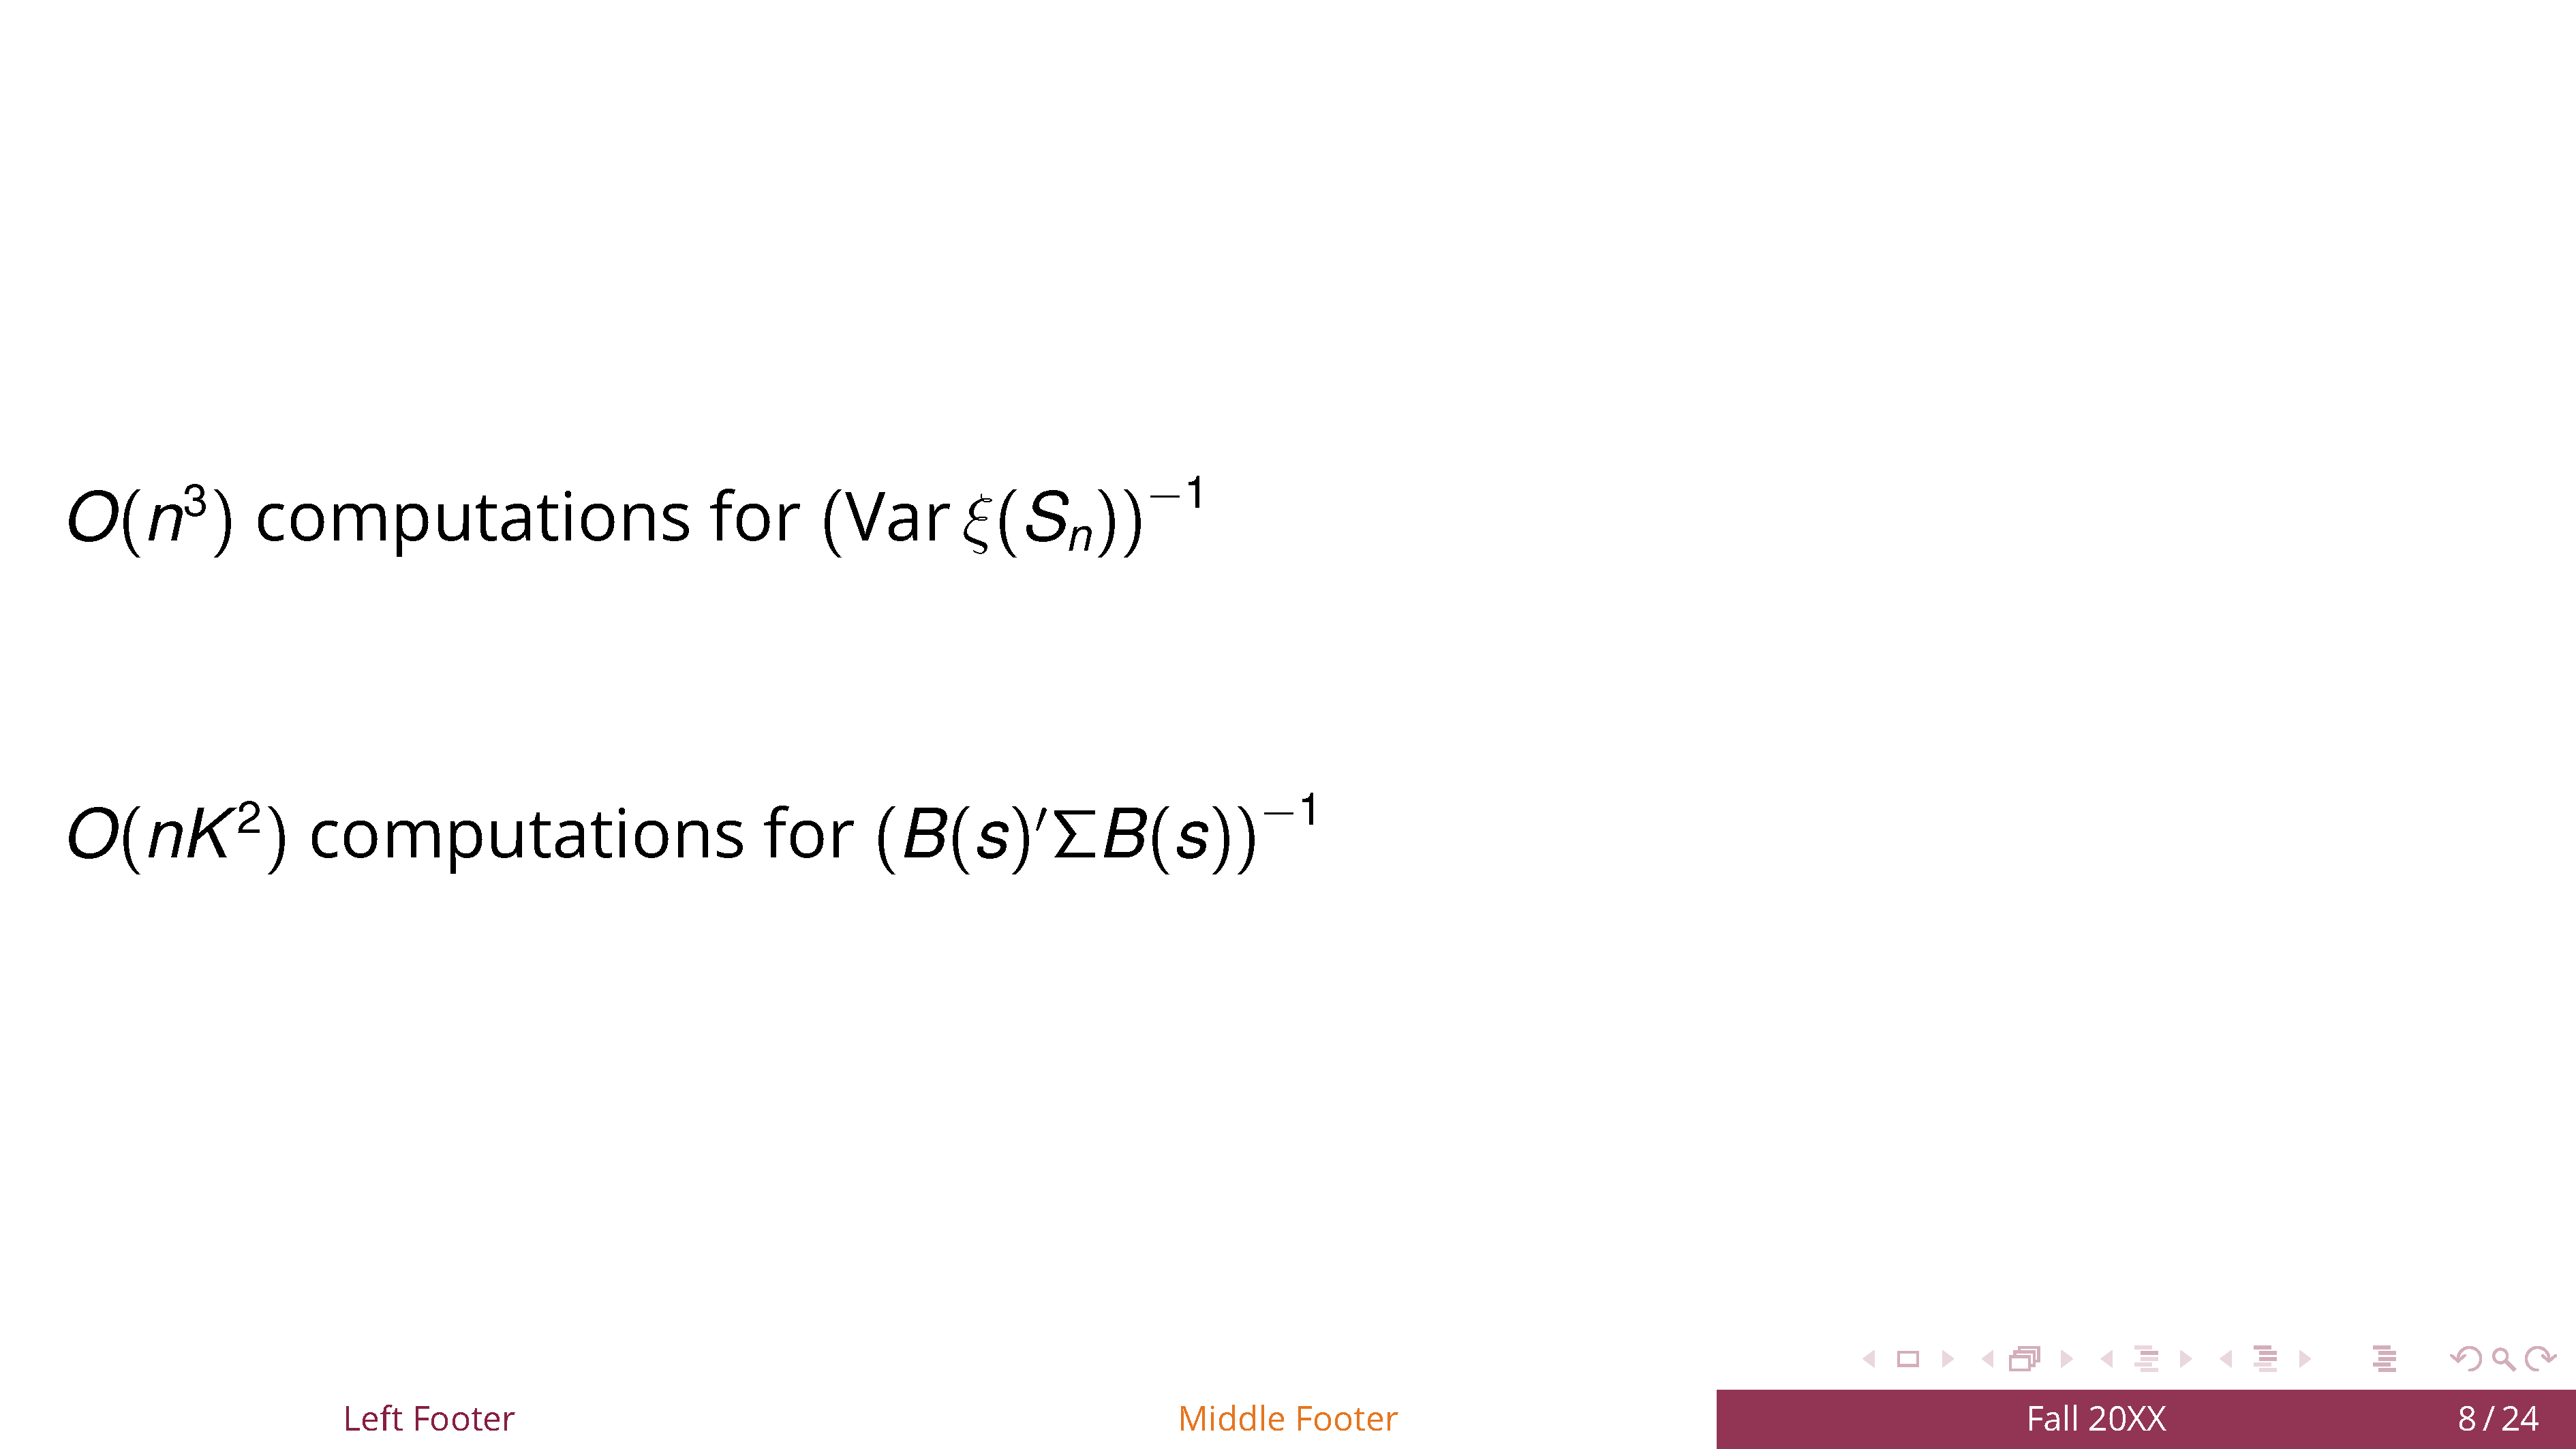 O(n³) computations for (Var ξ(Sₙ))⁻¹
O(nK²) computations for (B(s)′ΣB(s))⁻¹
Left Footer
Middle Footer
Fall 20XX
8 / 24